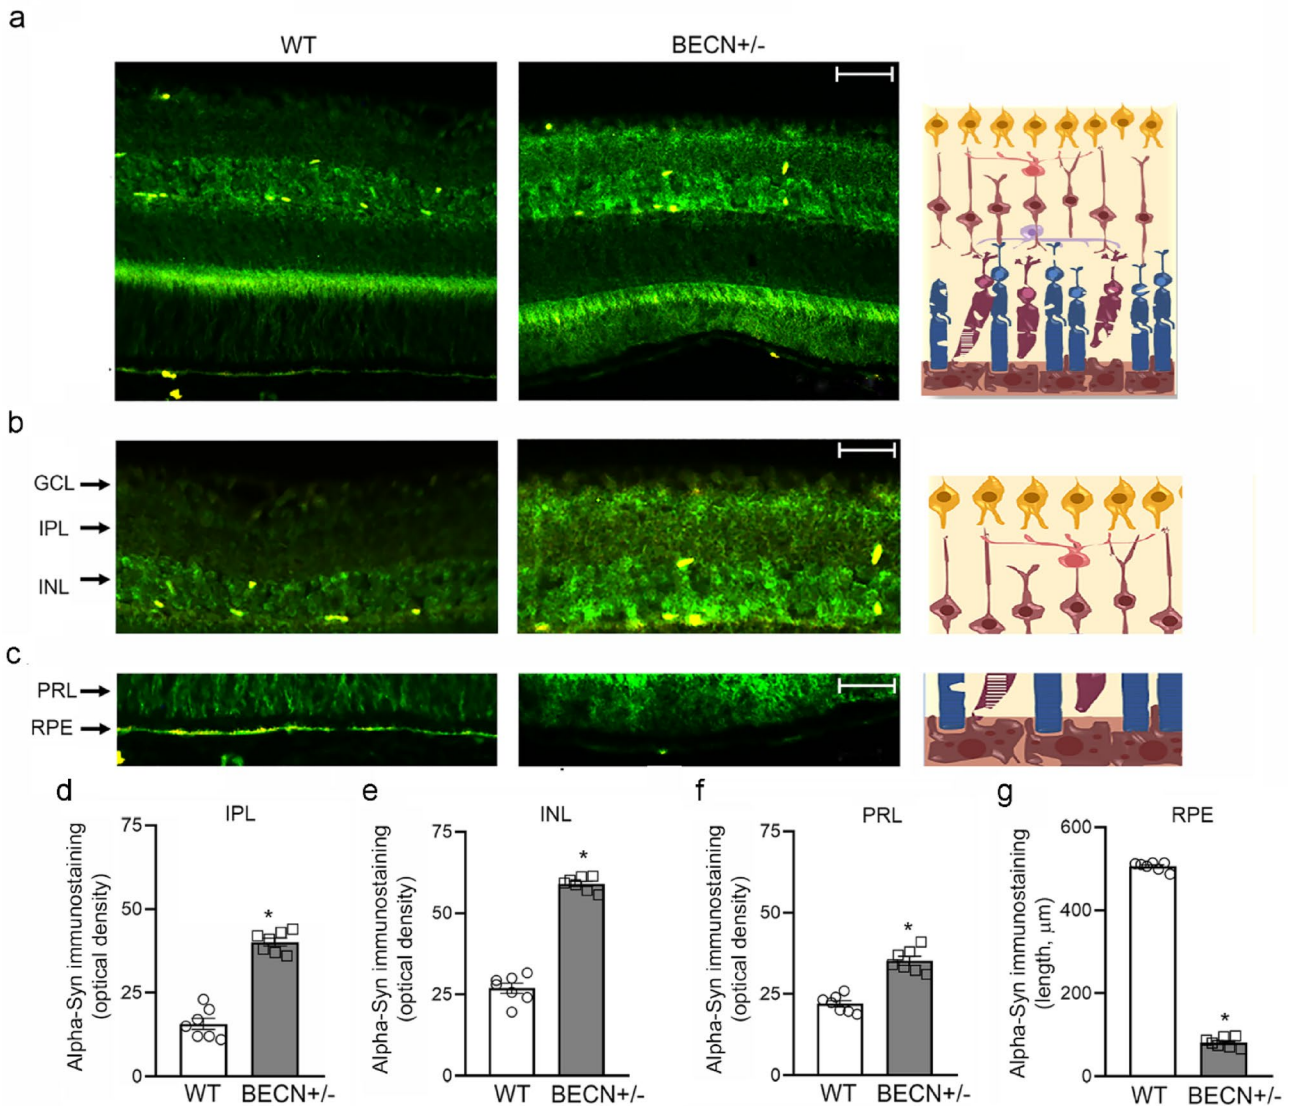 a
WT
BECN+/-
b
GCL
IPL
INL
c
PRL
RPE
d
IPL
Alpha-Syn immunostaining
(optical density)
75
50
25
0
*
WT
BECN+/-
e
INL
Alpha-Syn immunostaining
(optical density)
75
50
25
0
*
WT
BECN+/-
f
PRL
Alpha-Syn immunostaining
(optical density)
75
50
25
0
*
WT
BECN+/-
g
RPE
Alpha-Syn immunostaining
(length, μm)
600
400
200
0
*
WT
BECN+/-